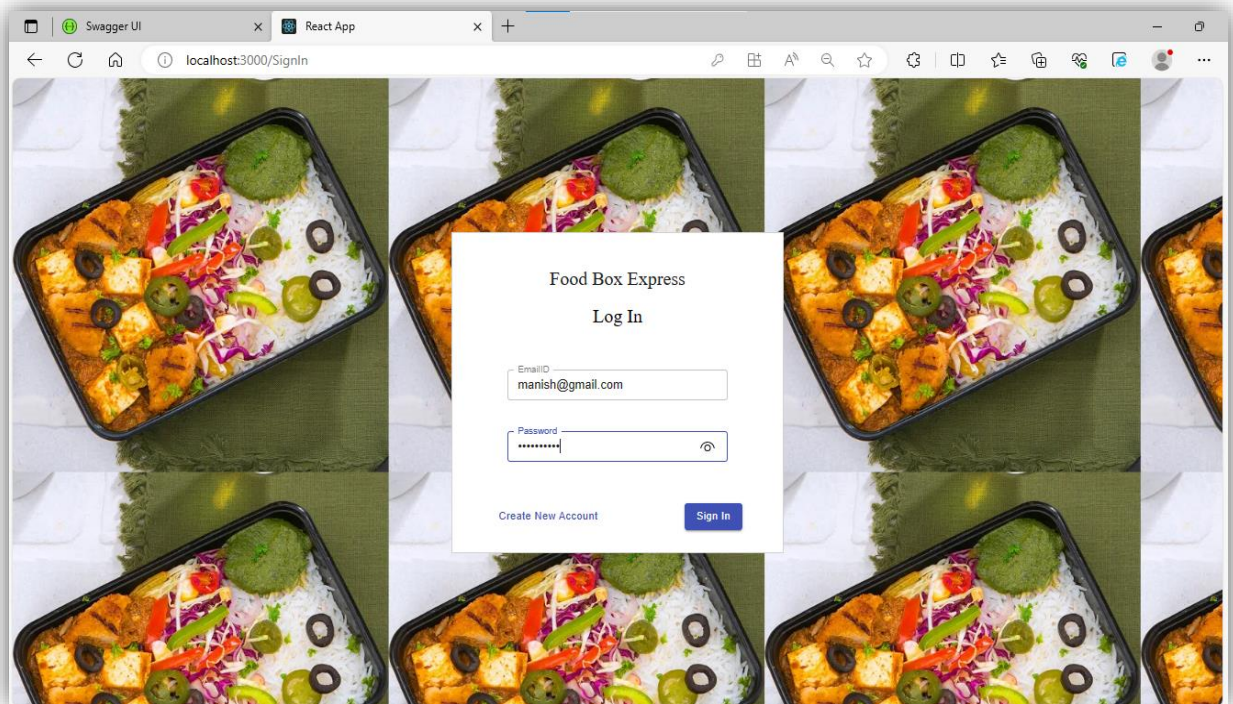 Swagger UI
React App
localhost:3000/SignIn
Food Box Express
Log In
EmailID
manish@gmail.com
Password
••••••••••
Create New Account
Sign In